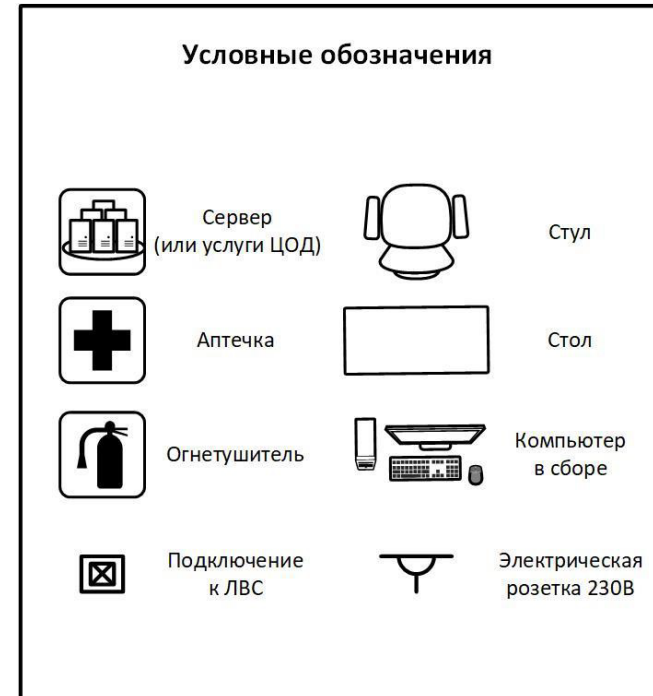 Условные обозначения
Сервер
(или услуги ЦОД)
Стул
Аптечка
Стол
Огнетушитель
Компьютер
в сборе
Подключение
к ЛВС
Электрическая
розетка 230В